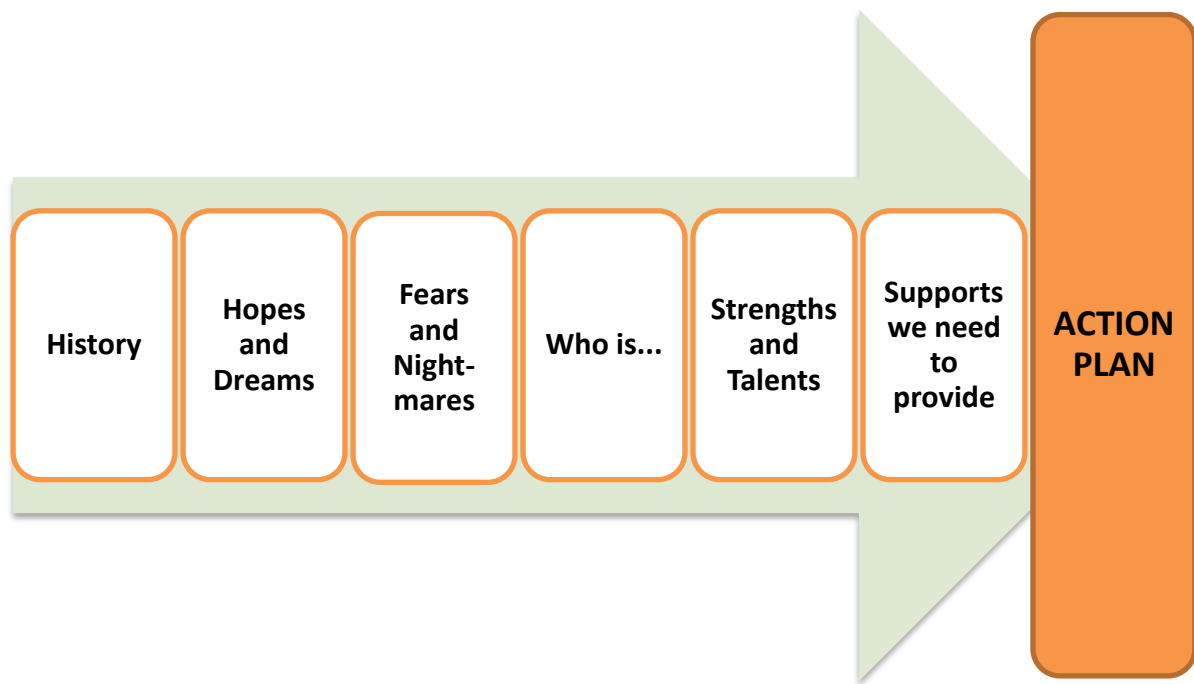 History
Hopes
and
Dreams
Fears
and
Night-
mares
Who is...
Strengths
and
Talents
Supports
we need
to
provide
ACTION
PLAN